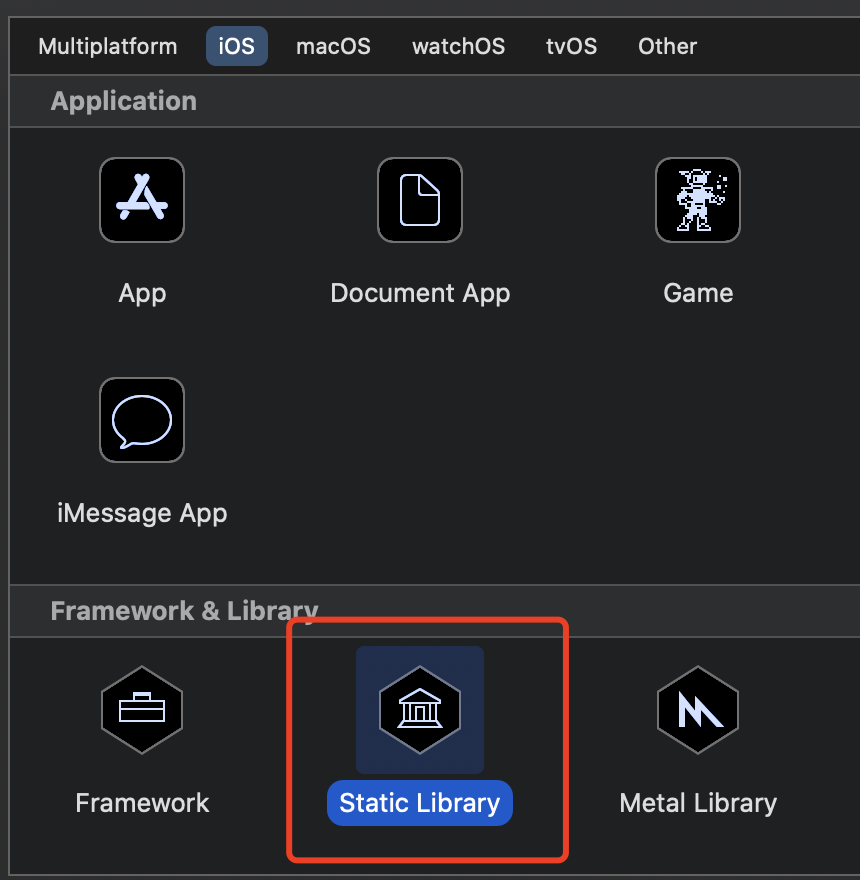 Multiplatform iOS macOS watchOS tvOS Other
Application
App Document App Game
iMessage App
Framework & Library
Framework Static Library Metal Library